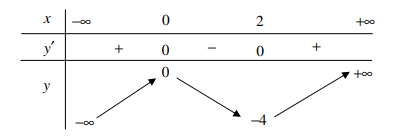 x −∞ 0 2 +∞
y′ + 0 − 0 +
y −∞ 0 −4 +∞